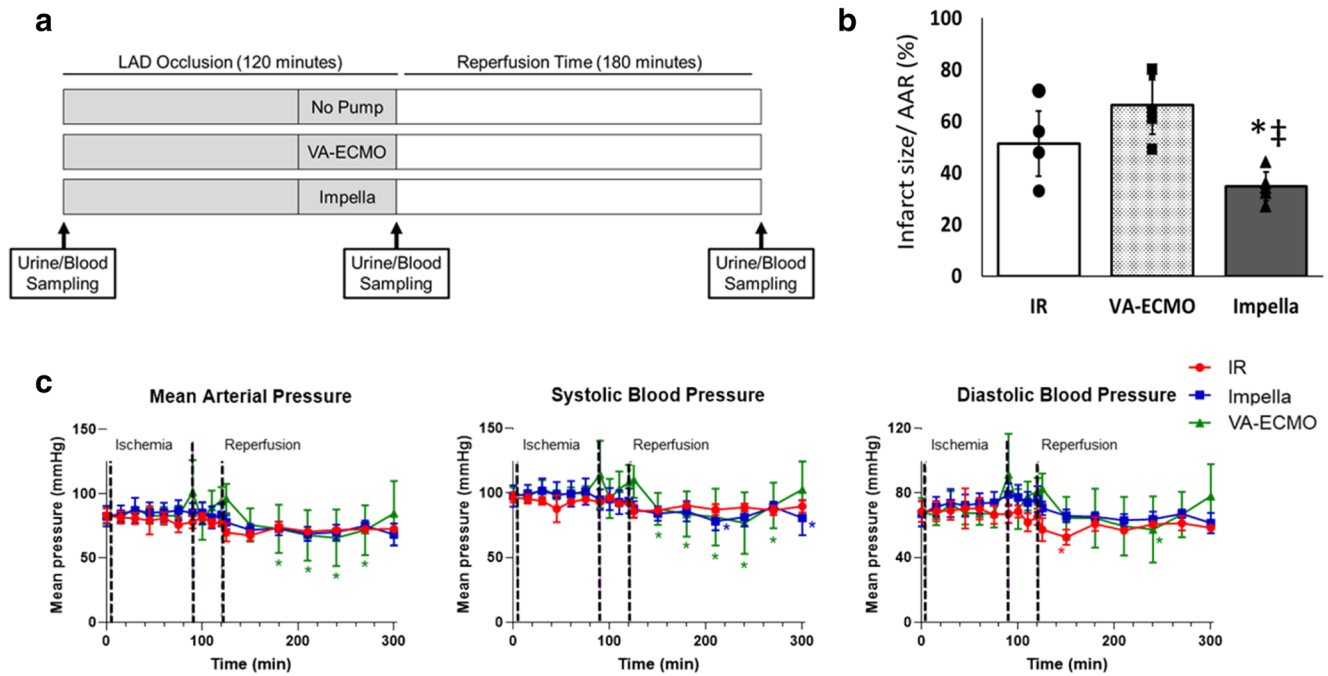 a
LAD Occlusion (120 minutes)
Reperfusion Time (180 minutes)
No Pump
VA-ECMO
Impella
Urine/Blood
Sampling
Urine/Blood
Sampling
Urine/Blood
Sampling
b
Infarct size/ AAR (%)
100
80
60
40
20
0
*‡
IR
VA-ECMO
Impella
c
IR
Impella
VA-ECMO
Mean Arterial Pressure
Mean pressure (mmHg)
150
100
50
0
Ischemia
Reperfusion
* * * *
0
100
200
300
Time (min)
Systolic Blood Pressure
Mean pressure (mmHg)
150
100
50
0
Ischemia
Reperfusion
* * * * * * *
0
100
200
300
Time (min)
Diastolic Blood Pressure
Mean pressure (mmHg)
120
80
40
0
Ischemia
Reperfusion
* *
0
100
200
300
Time (min)